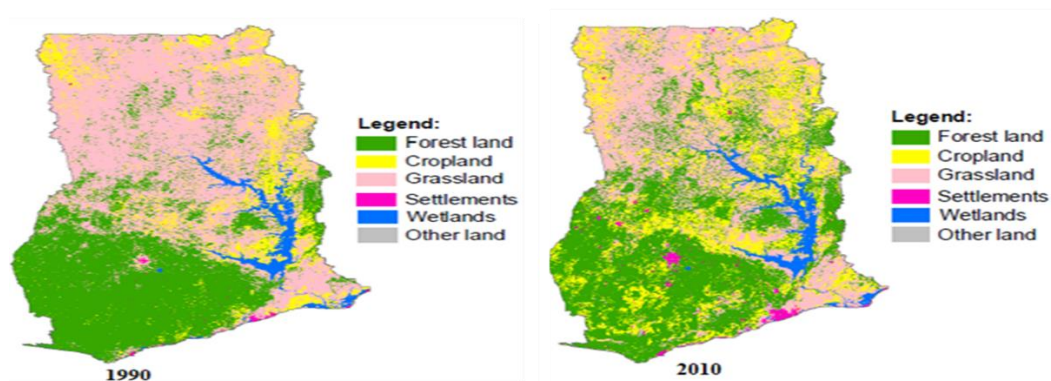 Legend:
Forest land
Cropland
Grassland
Settlements
Wetlands
Other land
1990
Legend:
Forest land
Cropland
Grassland
Settlements
Wetlands
Other land
2010